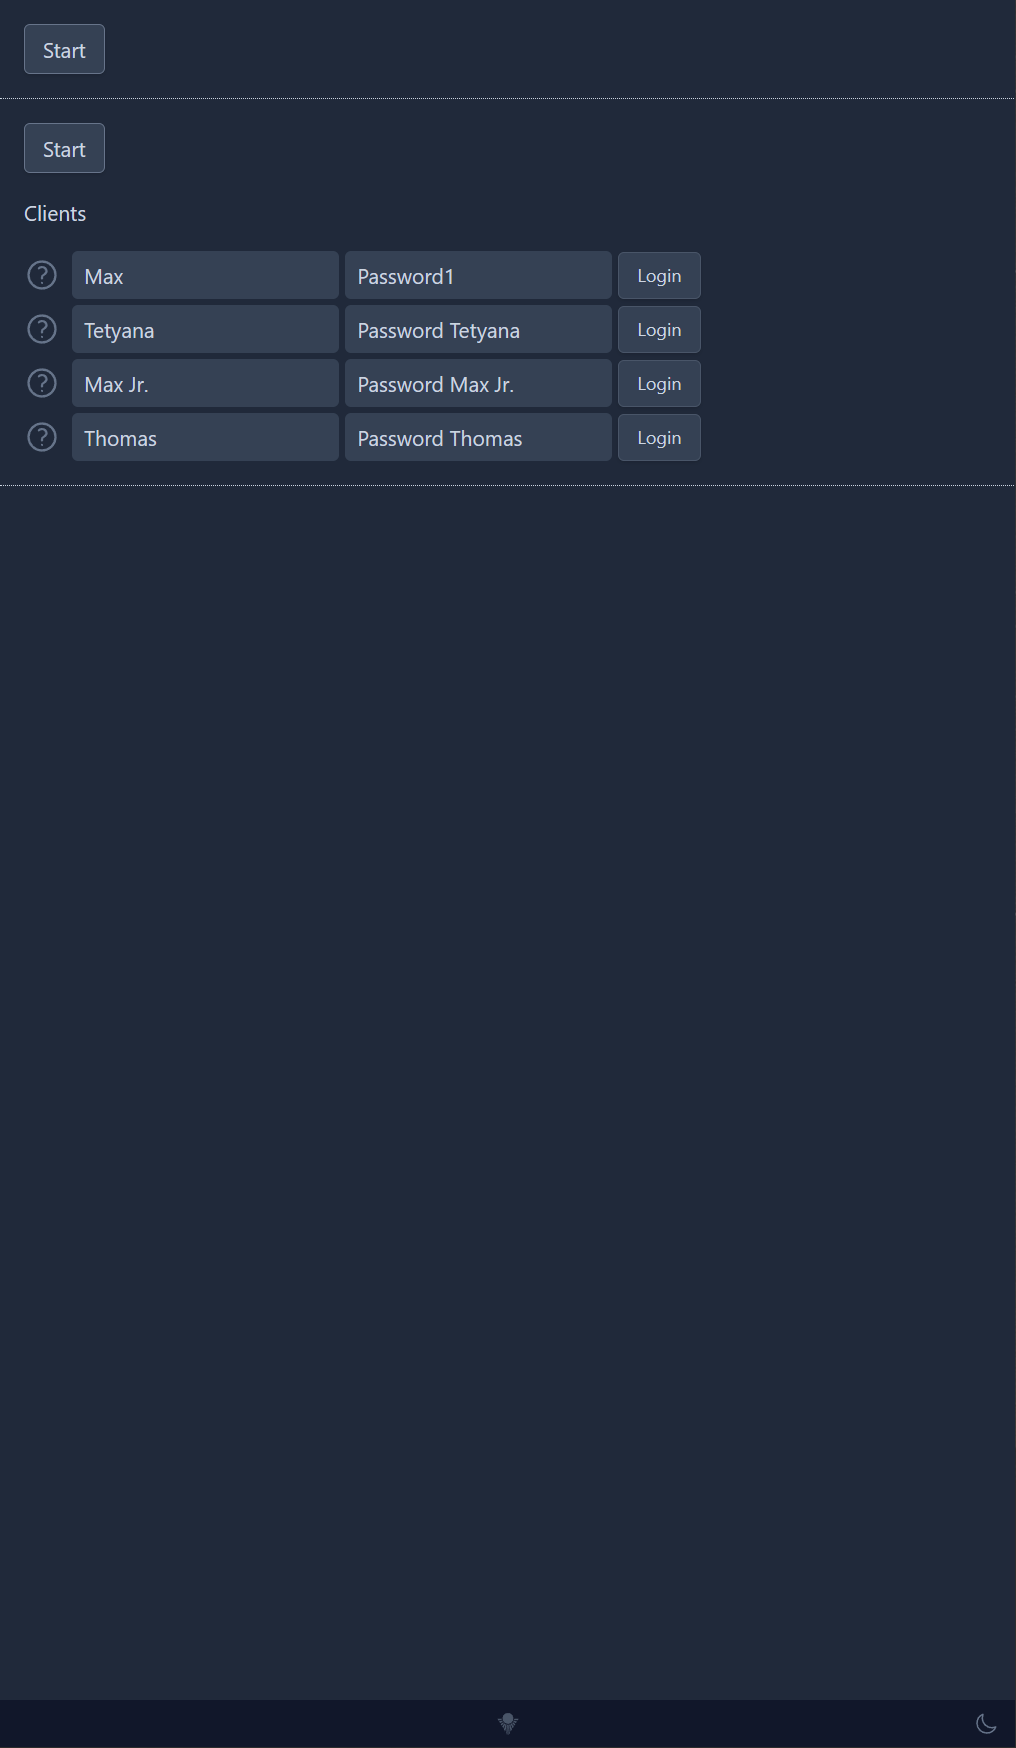 Start
Start
Clients
Max Password1 Login
Tetyana Password Tetyana Login
Max Jr. Password Max Jr. Login
Thomas Password Thomas Login